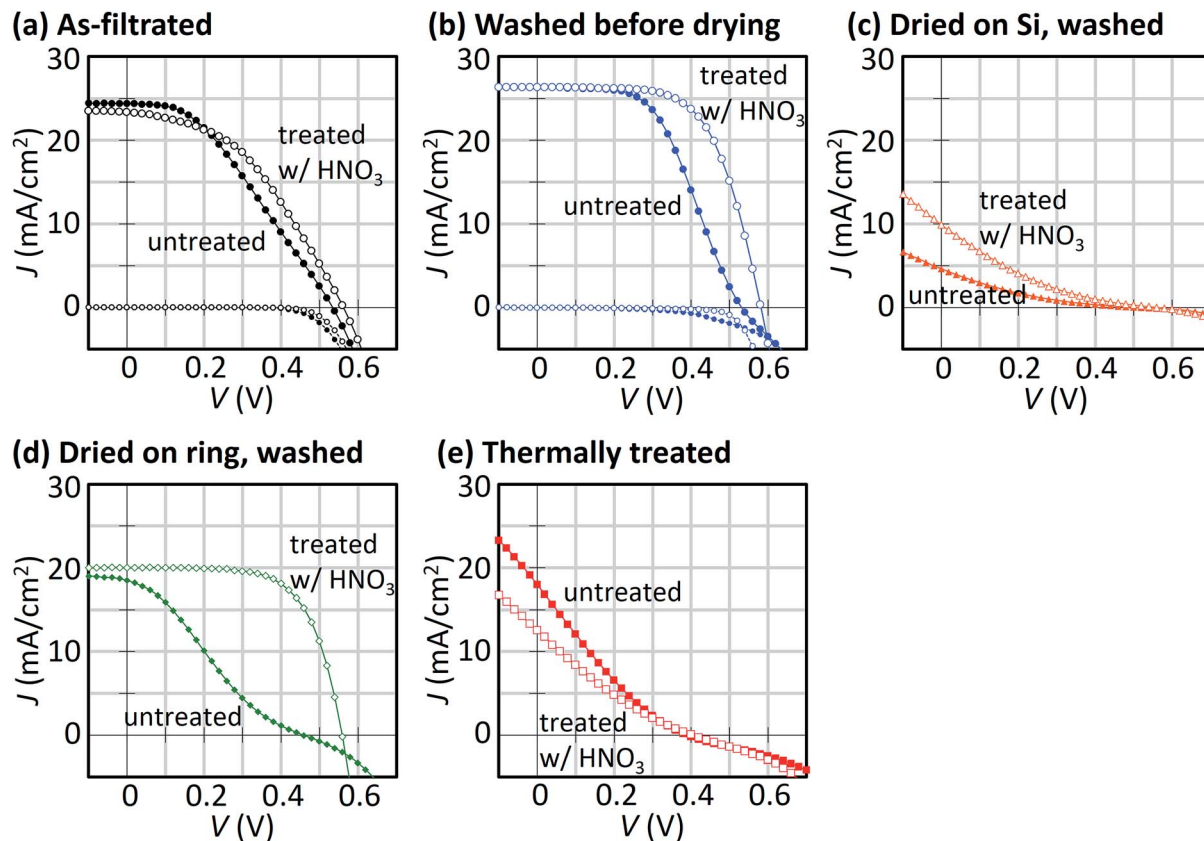 (a) As-filtrated
30
20
10
0
J (mA/cm²)
treated
w/ HNO₃
untreated
0 0.2 0.4 0.6
V (V)
(b) Washed before drying
30
20
10
0
J (mA/cm²)
treated
w/ HNO₃
untreated
0 0.2 0.4 0.6
V (V)
(c) Dried on Si, washed
30
20
10
0
J (mA/cm²)
treated
w/ HNO₃
untreated
0 0.2 0.4 0.6
V (V)
(d) Dried on ring, washed
30
20
10
0
J (mA/cm²)
treated
w/ HNO₃
untreated
0 0.2 0.4 0.6
V (V)
(e) Thermally treated
30
20
10
0
J (mA/cm²)
untreated
treated
w/ HNO₃
0 0.2 0.4 0.6
V (V)